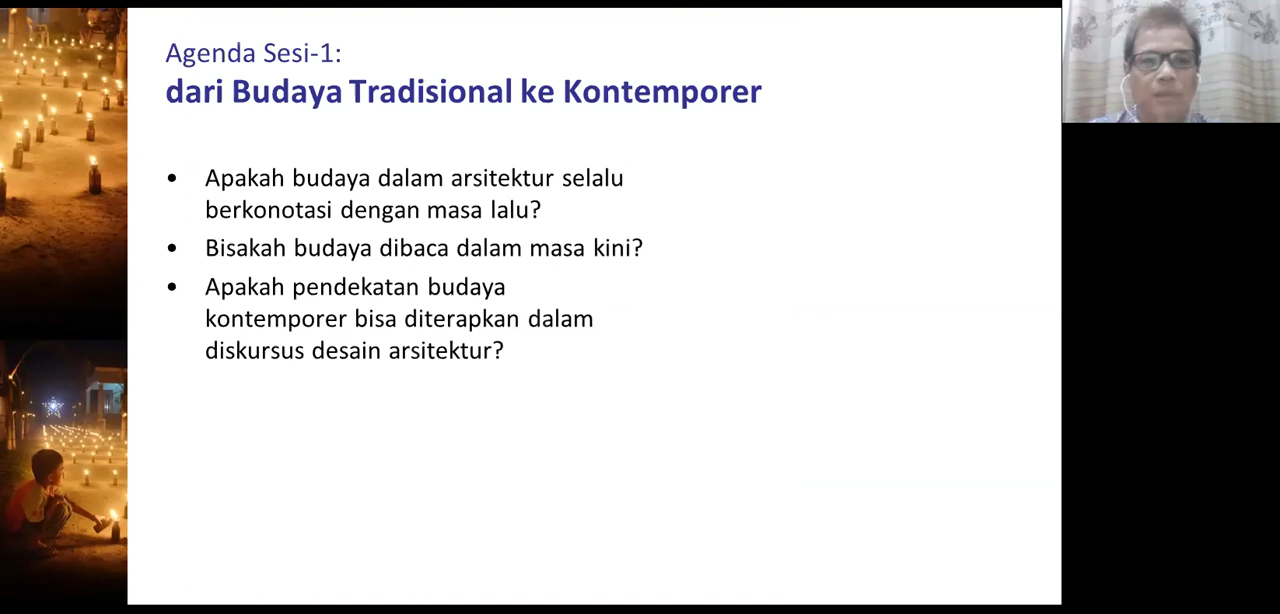 Agenda Sesi-1:
dari Budaya Tradisional ke Kontemporer
• Apakah budaya dalam arsitektur selalu
berkonotasi dengan masa lalu?
• Bisakah budaya dibaca dalam masa kini?
• Apakah pendekatan budaya
kontemporer bisa diterapkan dalam
diskursus desain arsitektur?